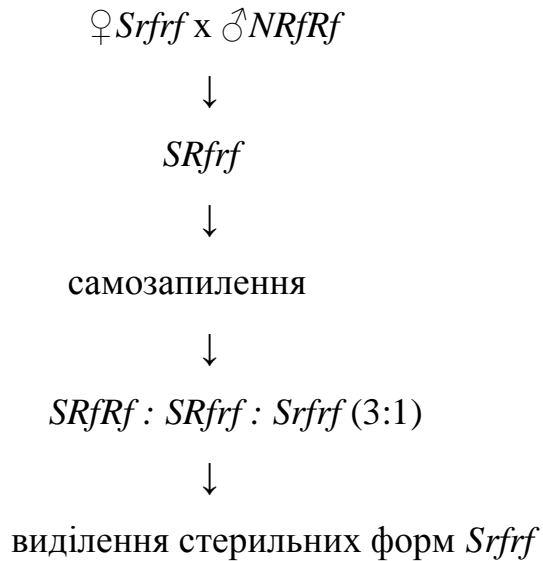 ♀Srfrf x ♂NRfRf
↓
SRfrf
↓
самозапилення
↓
SRfRf : SRfrf : Srfrf (3:1)
↓
виділення стерильних форм Srfrf